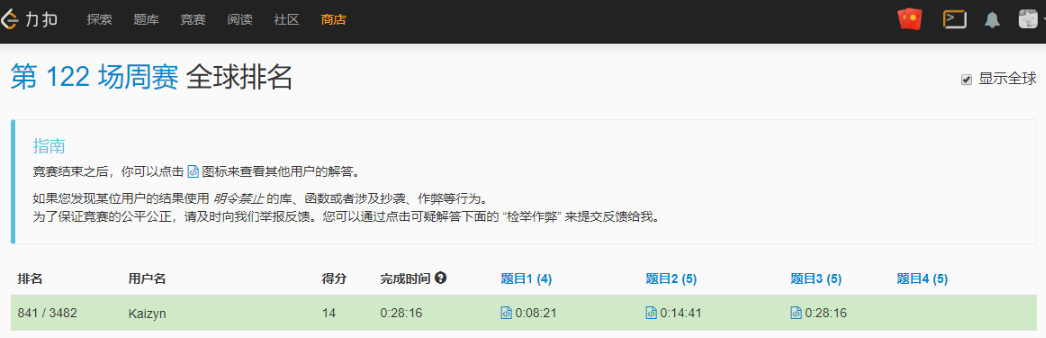 力扣 探索 题库 竞赛 阅读 社区 商店
第 122 场周赛 全球排名 显示全球
指南
竞赛结束之后，你可以点击 图标来查看其他用户的解答。
如果您发现某位用户的结果使用 明令禁止 的库、函数或者涉及抄袭、作弊等行为。
为了保证竞赛的公平公正，请及时向我们举报反馈。您可以通过点击可疑解答下面的 “检举作弊” 来提交反馈给我。
排名 用户名 得分 完成时间 题目1 (4) 题目2 (5) 题目3 (5) 题目4 (5)
841 / 3482 Kaizyn 14 0:28:16 0:08:21 0:14:41 0:28:16